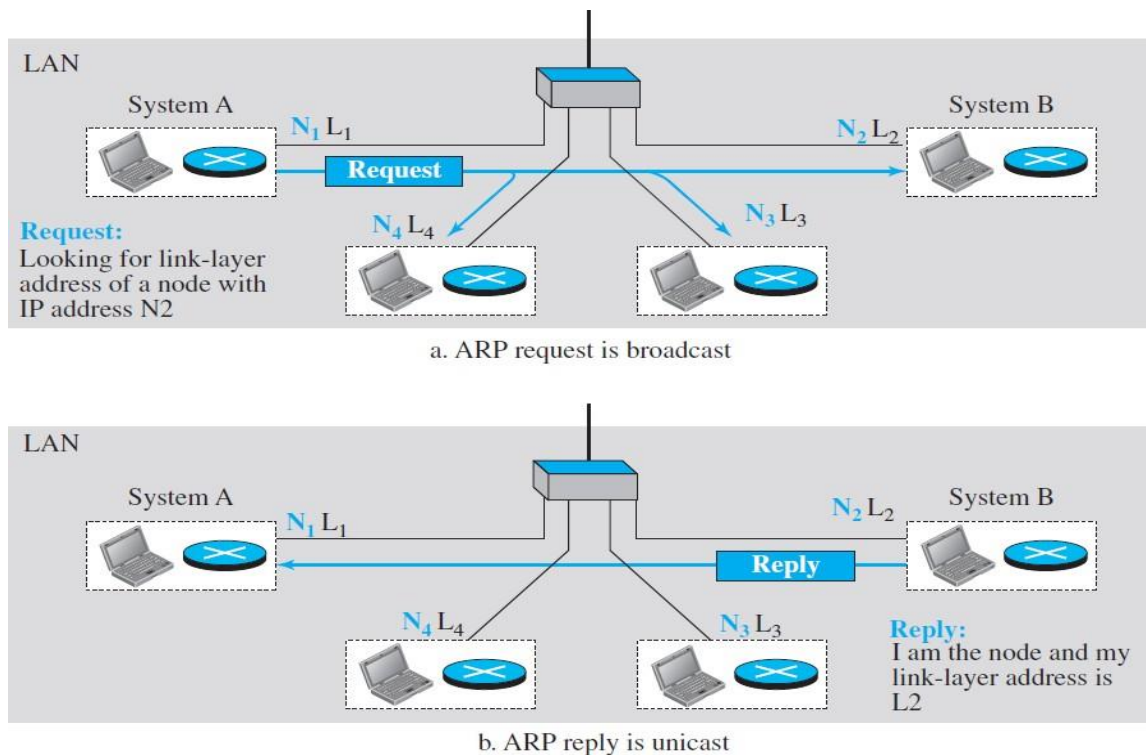 LAN
System A
System B
N₁ L₁
N₂ L₂
Request
N₄ L₄
N₃ L₃
Request:
Looking for link-layer
address of a node with
IP address N2
a. ARP request is broadcast
LAN
System A
System B
N₁ L₁
N₂ L₂
Reply
N₄ L₄
N₃ L₃
Reply:
I am the node and my
link-layer address is
L2
b. ARP reply is unicast